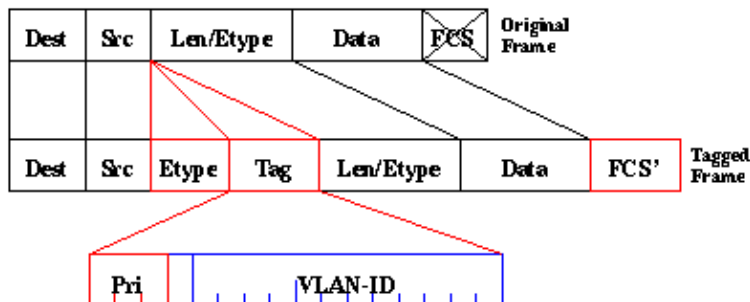 Dest Src Len/Etype Data FCS Original
Frame
Dest Src Etype Tag Len/Etype Data FCS' Tagged
Frame
Pri VLAN-ID